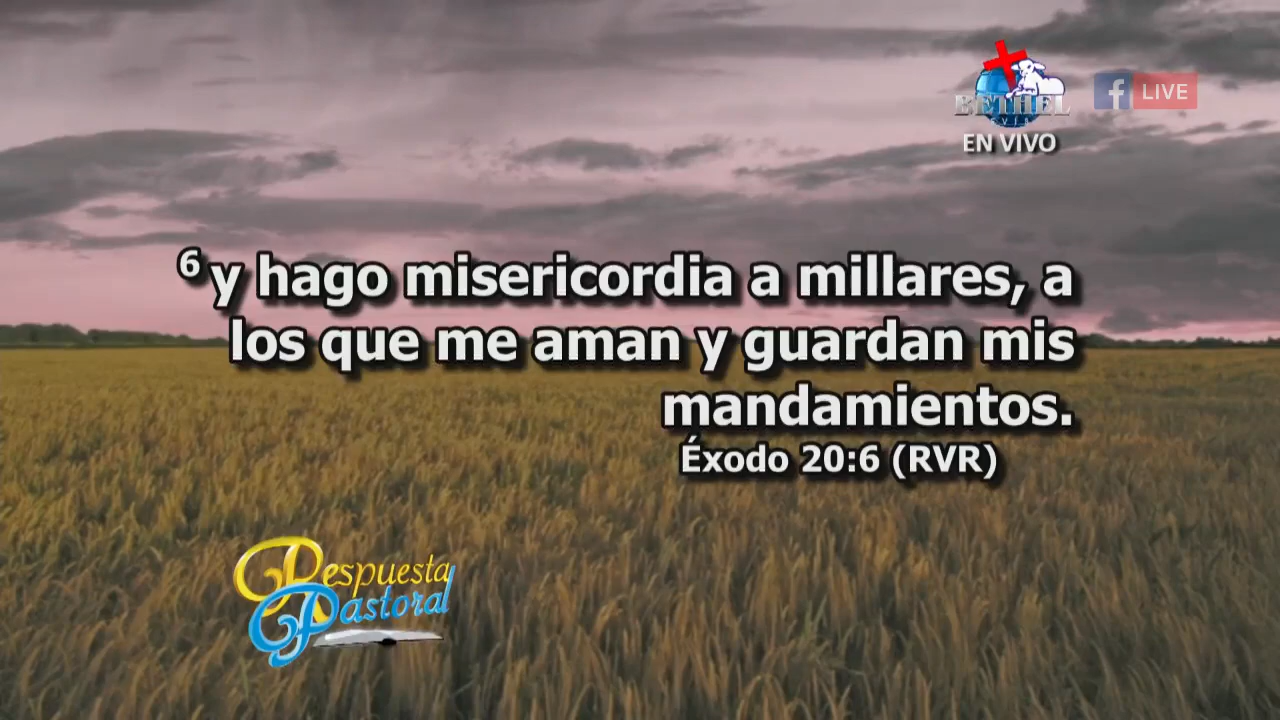 BETHEL
EN VIVO
f LIVE
6 y hago misericordia a millares, a
los que me aman y guardan mis
mandamientos.
Éxodo 20:6 (RVR)
Respuesta
Pastoral